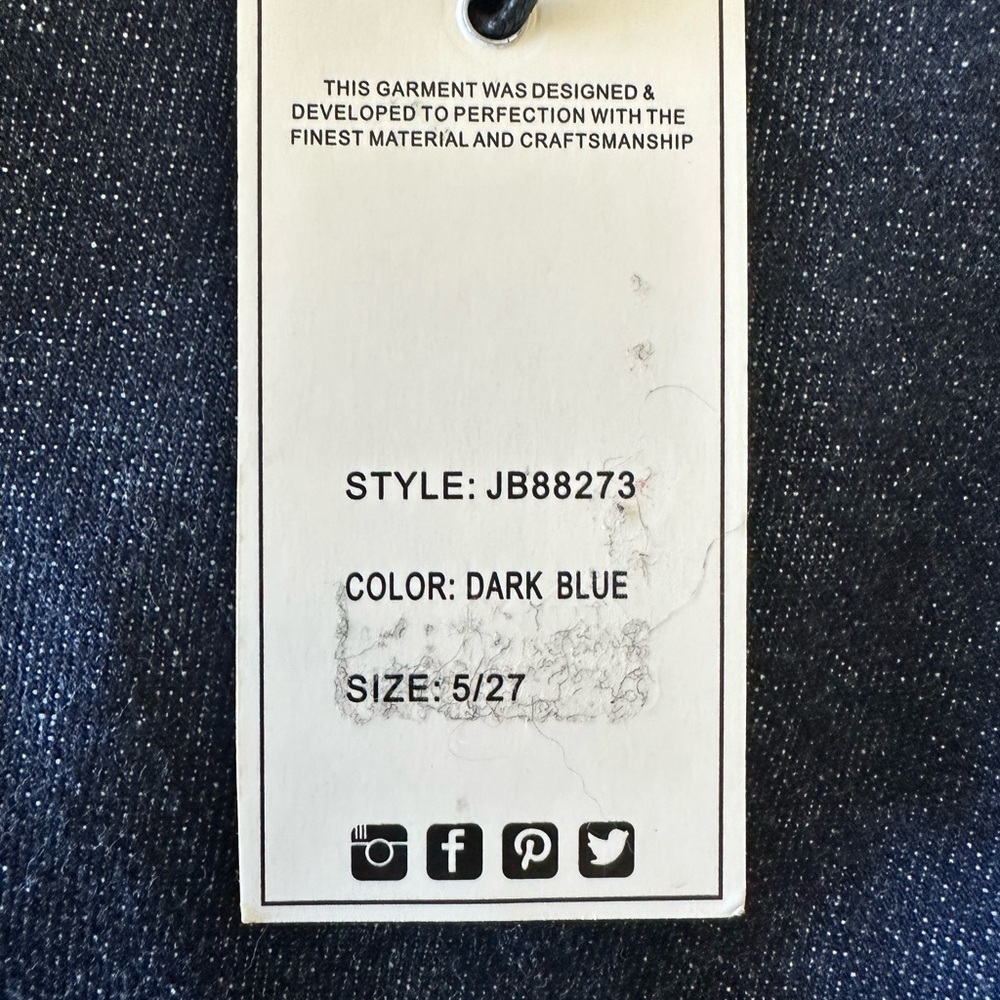 THIS GARMENT WAS DESIGNED &
DEVELOPED TO PERFECTION WITH THE
FINEST MATERIAL AND CRAFTSMANSHIP
STYLE: JB88273
COLOR: DARK BLUE
SIZE: 5/27